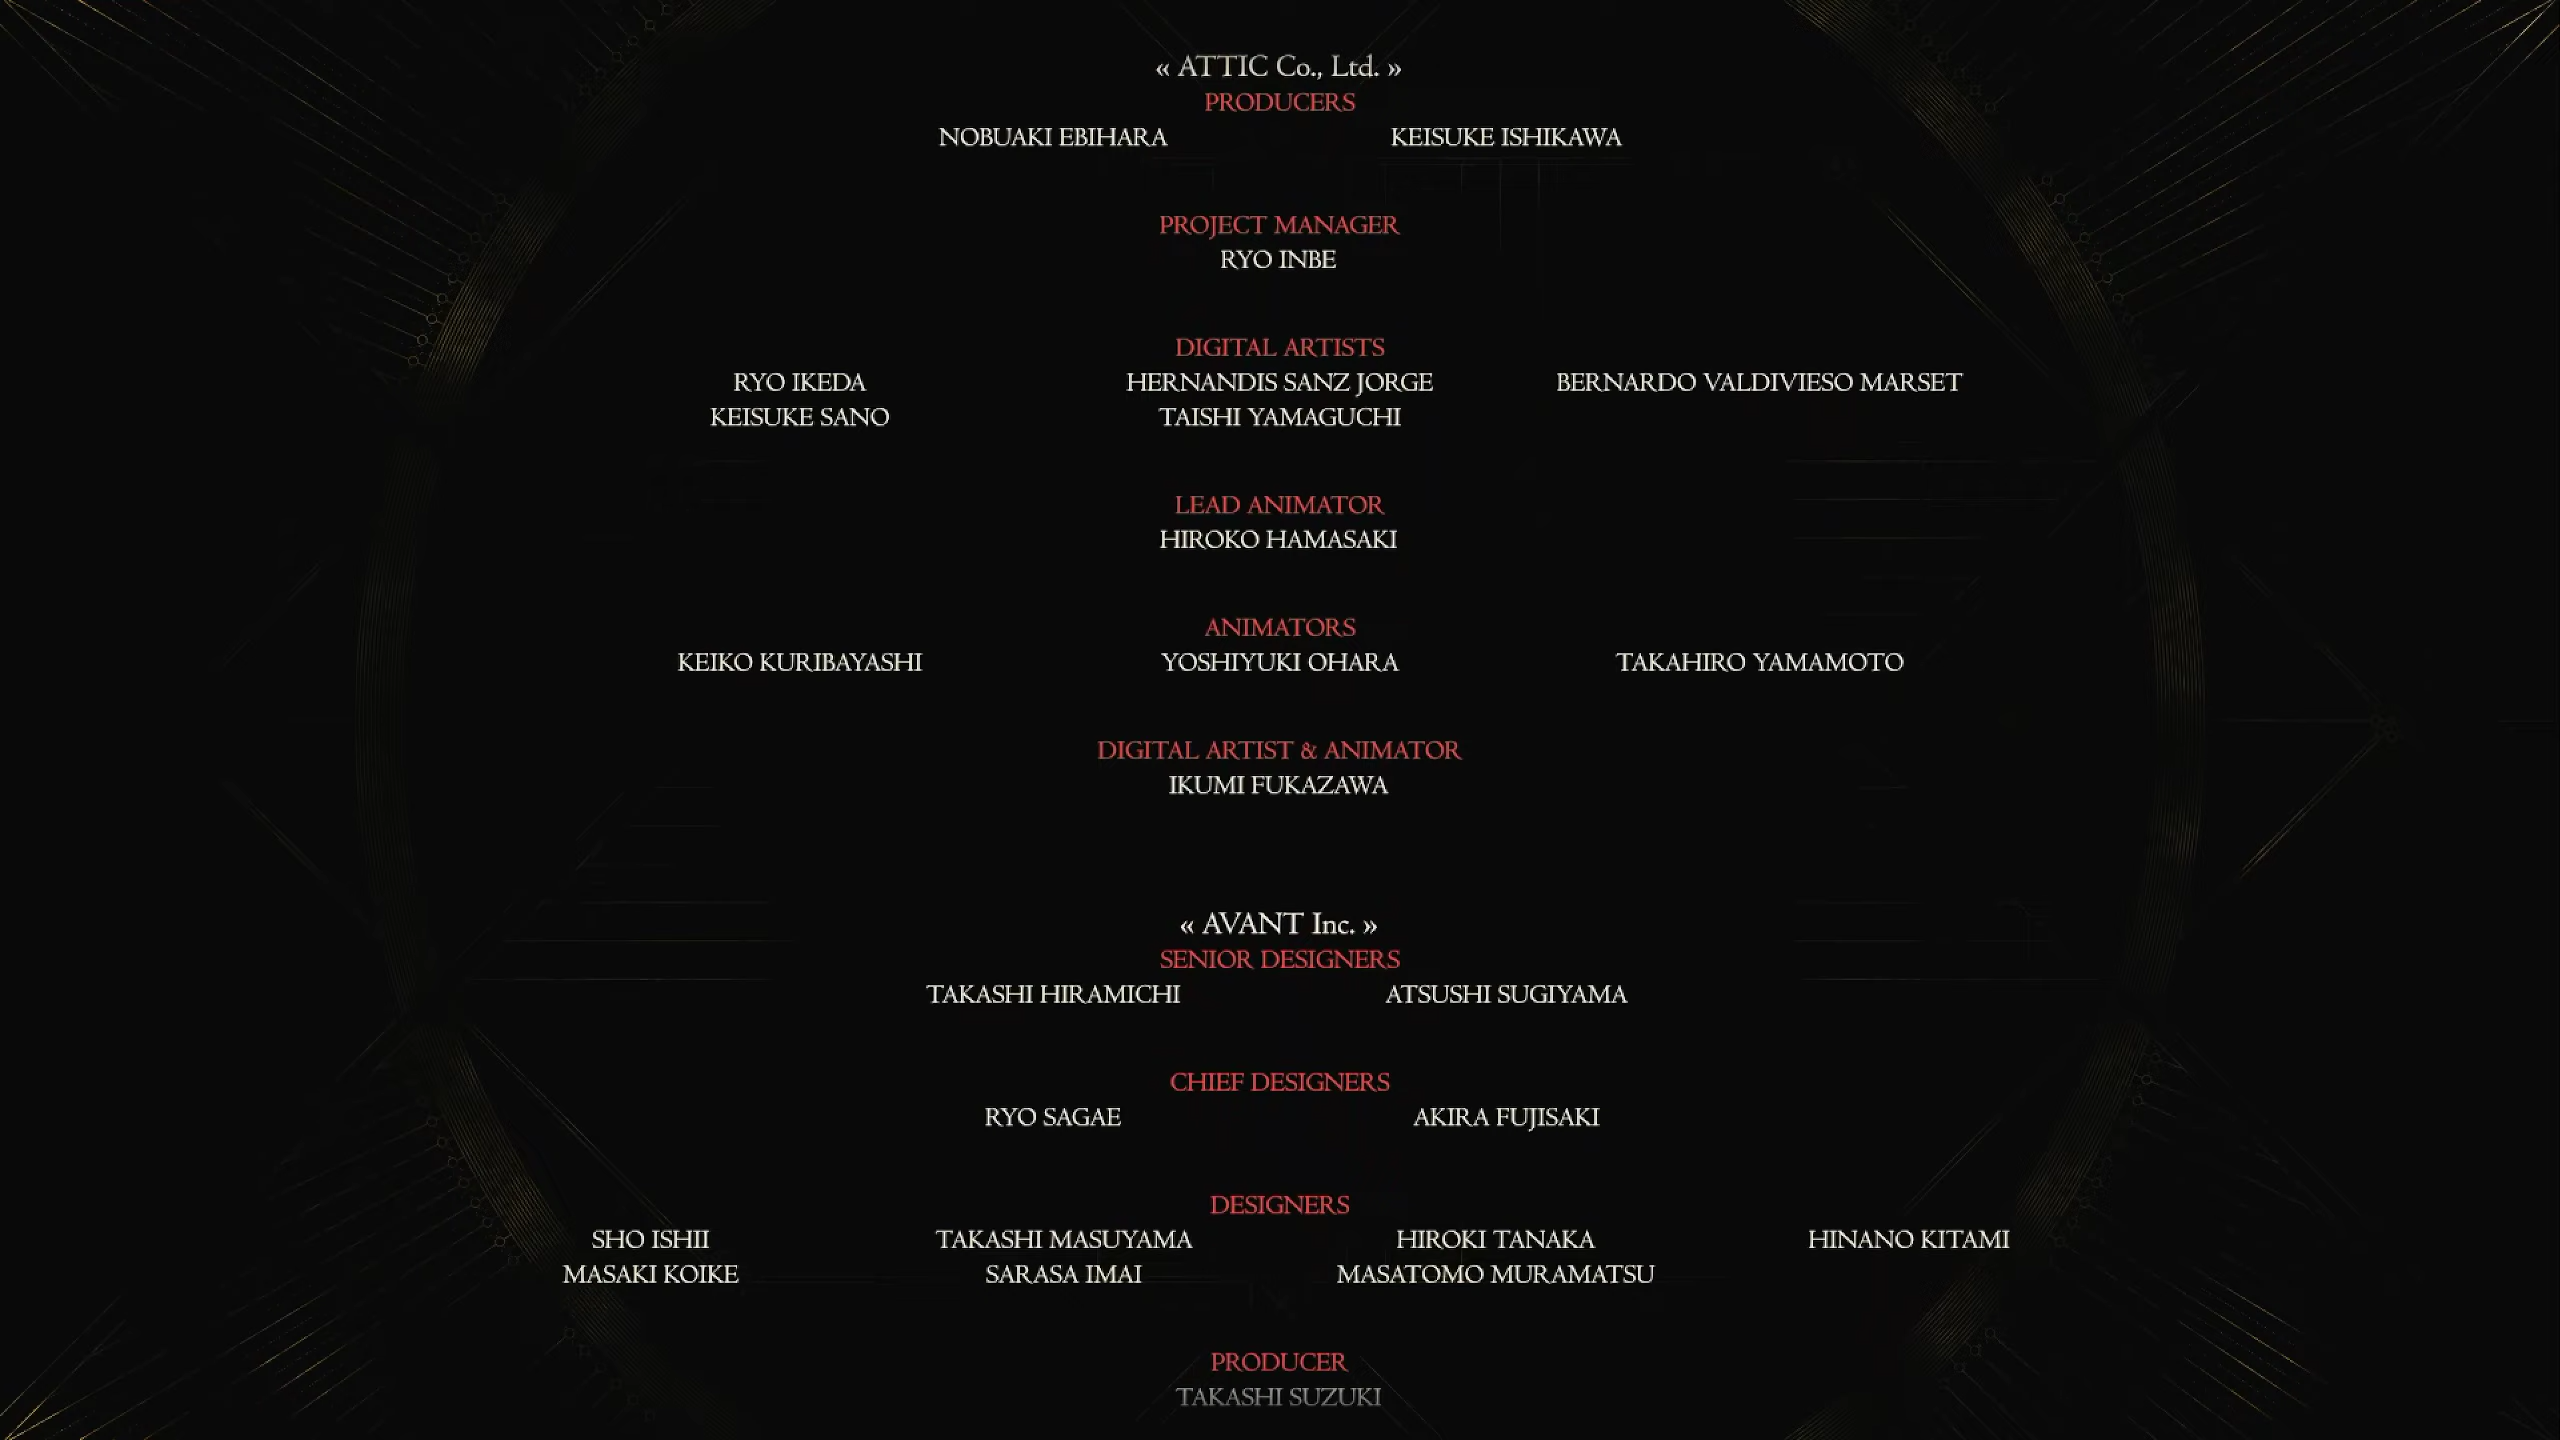 « ATTIC Co., Ltd. »
PRODUCERS
NOBUAKI EBIHARA KEISUKE ISHIKAWA
PROJECT MANAGER
RYO INBE
DIGITAL ARTISTS
RYO IKEDA HERNANDIS SANZ JORGE BERNARDO VALDIVIESO MARSET
KEISUKE SANO TAISHI YAMAGUCHI
LEAD ANIMATOR
HIROKO HAMASAKI
ANIMATORS
KEIKO KURIBAYASHI YOSHIYUKI OHARA TAKAHIRO YAMAMOTO
DIGITAL ARTIST & ANIMATOR
IKUMI FUKAZAWA
« AVANT Inc. »
SENIOR DESIGNERS
TAKASHI HIRAMICHI ATSUSHI SUGIYAMA
CHIEF DESIGNERS
RYO SAGAE AKIRA FUJISAKI
DESIGNERS
SHO ISHII TAKASHI MASUYAMA HIROKI TANAKA HINANO KITAMI
MASAKI KOIKE SARASA IMAI MASATOMO MURAMATSU
PRODUCER
TAKASHI SUZUKI